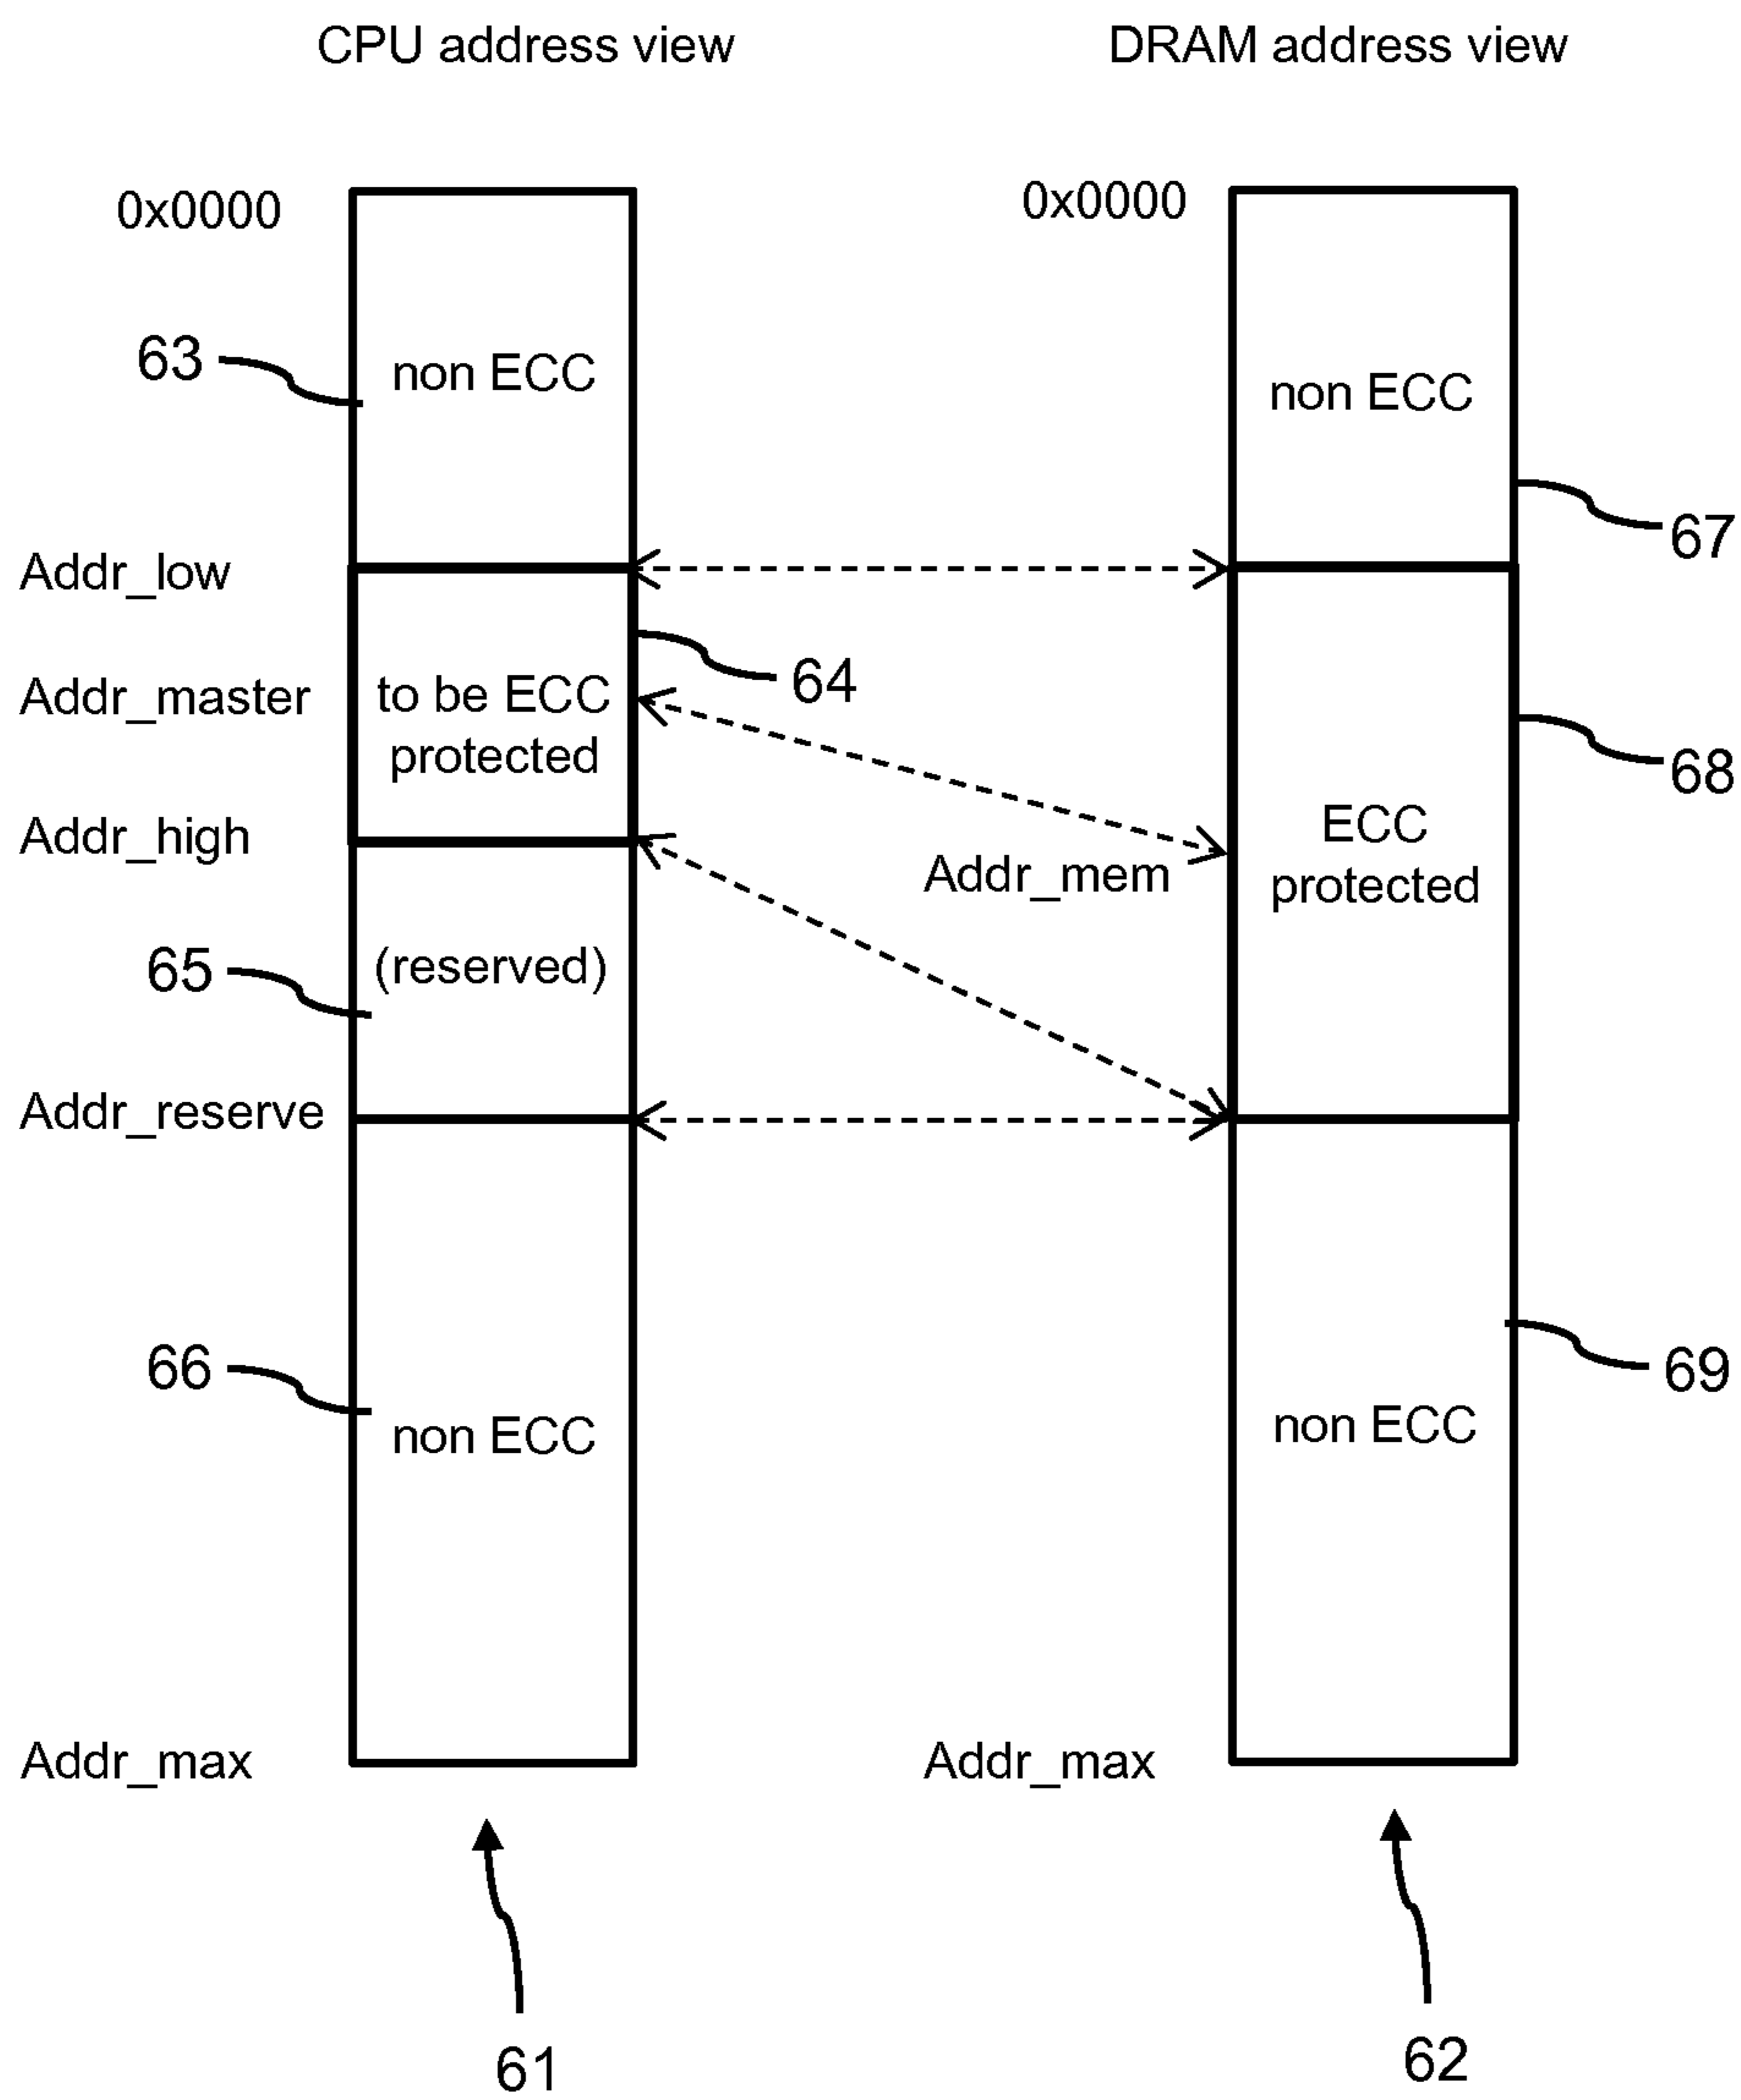 CPU address view
DRAM address view
0x0000
0x0000
63
non ECC
non ECC
67
Addr_low
Addr_master
to be ECC
protected
64
68
Addr_high
ECC
protected
Addr_mem
65
(reserved)
Addr_reserve
66
non ECC
69
non ECC
Addr_max
Addr_max
61
62